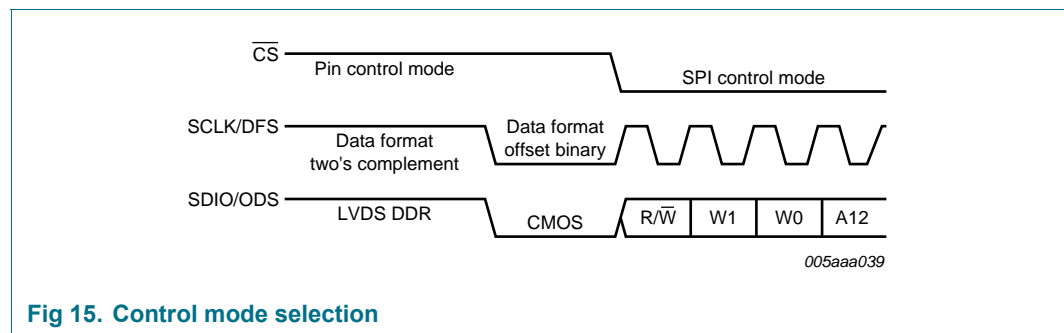 CS
Pin control mode
SPI control mode
SCLK/DFS
Data format
two's complement
Data format
offset binary
SDIO/ODS
LVDS DDR
CMOS
R/W̅
W1
W0
A12
005aaa039
Fig 15. Control mode selection